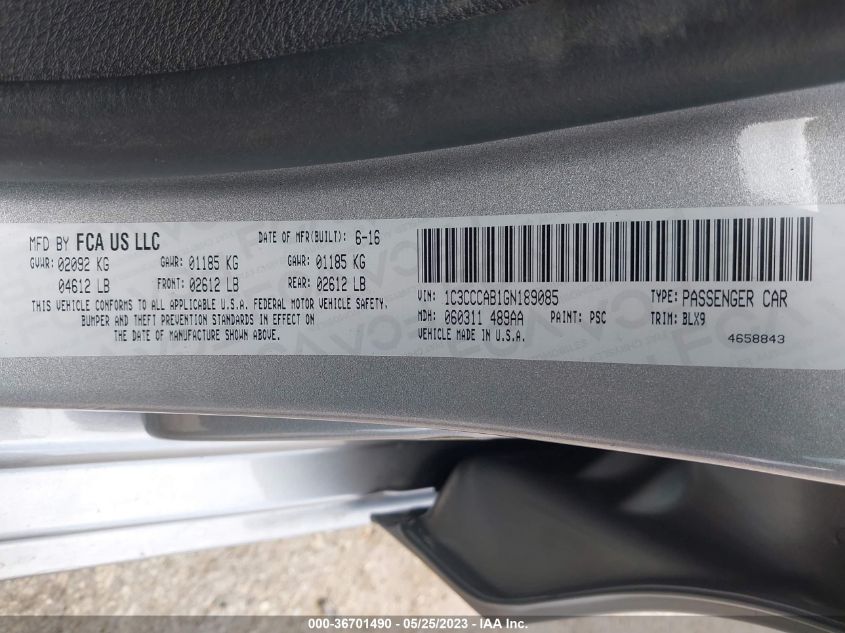 MFD BY FCA US LLC DATE OF MFR(BUILT): 6-16
GVWR: 02092 KG GAWR: 01185 KG GAWR: 01185 KG
04612 LB FRONT: 02612 LB REAR: 02612 LB
THIS VEHICLE CONFORMS TO ALL APPLICABLE U.S.A. FEDERAL MOTOR VEHICLE SAFETY,
BUMPER AND THEFT PREVENTION STANDARDS IN EFFECT ON
THE DATE OF MANUFACTURE SHOWN ABOVE.
VIN: 1C3CCCAB1GN189085 TYPE: PASSENGER CAR
MDH: 060311 489AA PAINT: PSC TRIM: BLX9
VEHICLE MADE IN U.S.A. 4658843
000-36701490 - 05/25/2023 - IAA Inc.